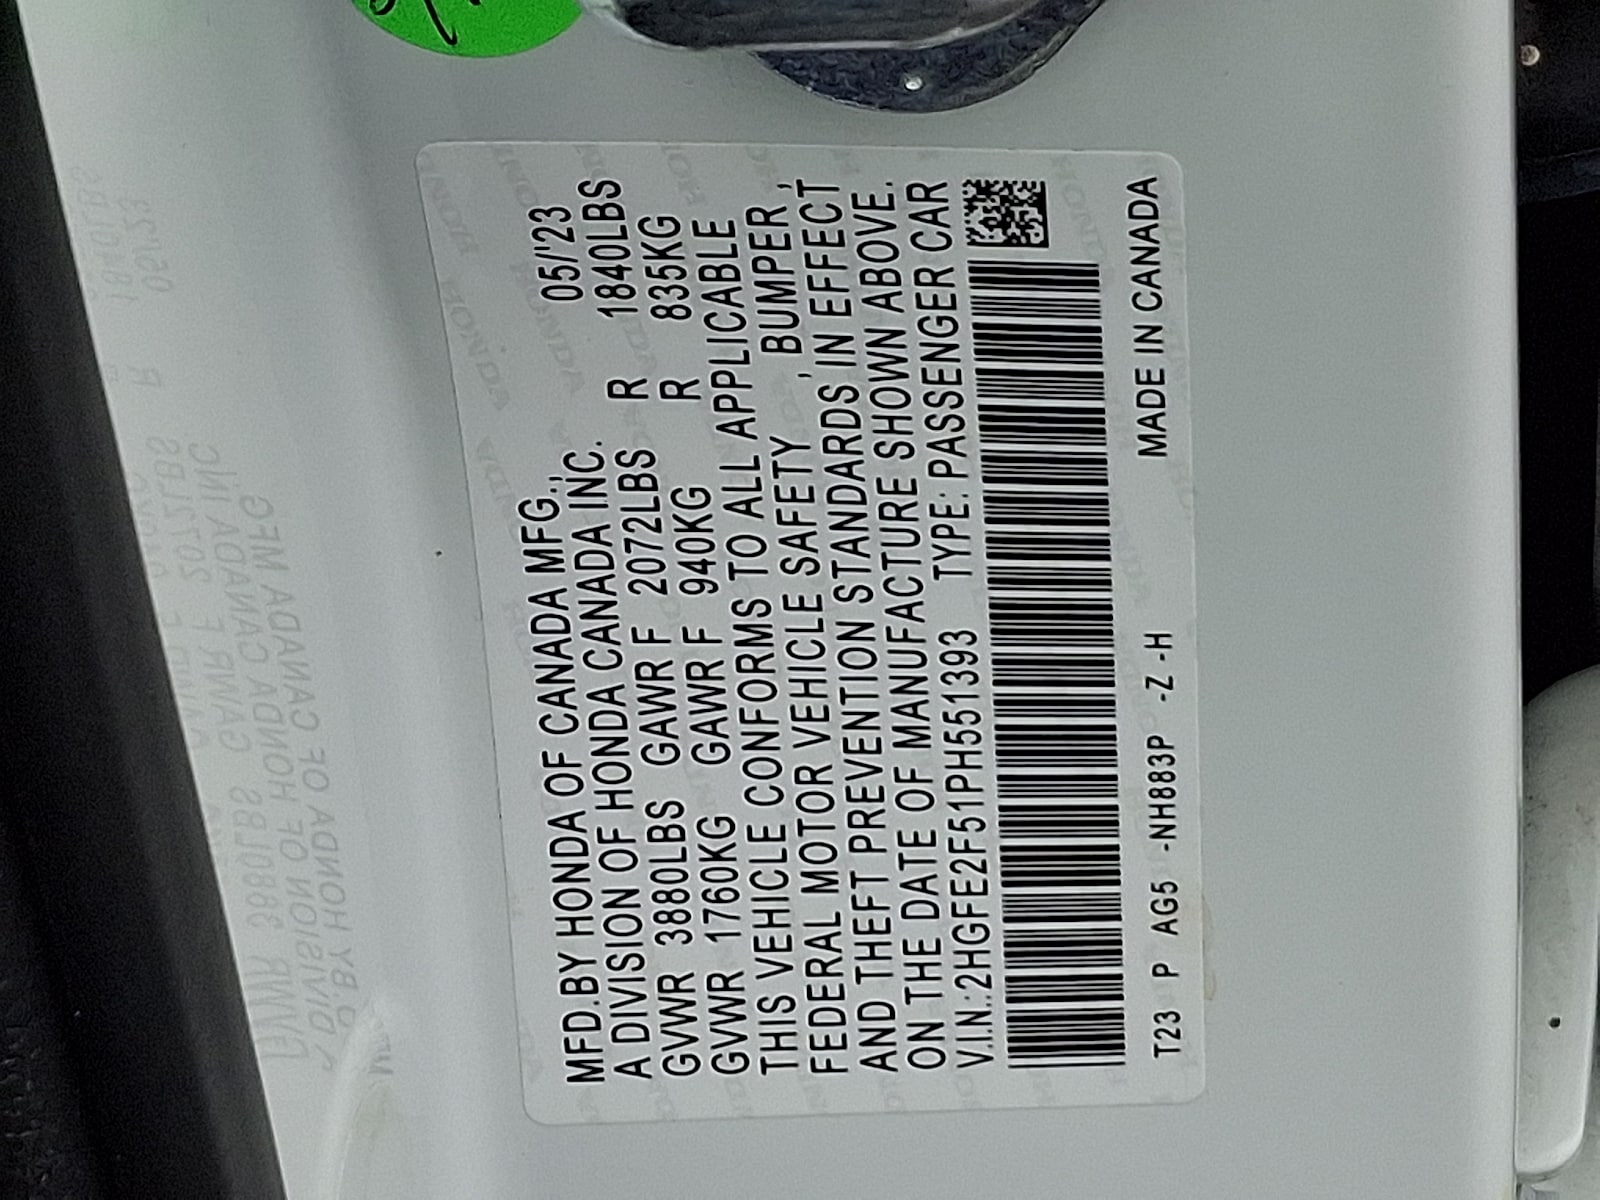 MFD.BY HONDA OF CANADA MFG., 05/'23
A DIVISION OF HONDA CANADA INC.
GVWR 3880LBS GAWR F 2072LBS R 1840LBS
GVWR 1760KG GAWR F 940KG R 835KG
THIS VEHICLE CONFORMS TO ALL APPLICABLE
FEDERAL MOTOR VEHICLE SAFETY , BUMPER,
AND THEFT PREVENTION STANDARDS IN EFFECT
ON THE DATE OF MANUFACTURE SHOWN ABOVE.
V.I.N.:2HGFE2F51PH551393 TYPE: PASSENGER CAR
T23 P AG5 -NH883P -Z -H MADE IN CANADA